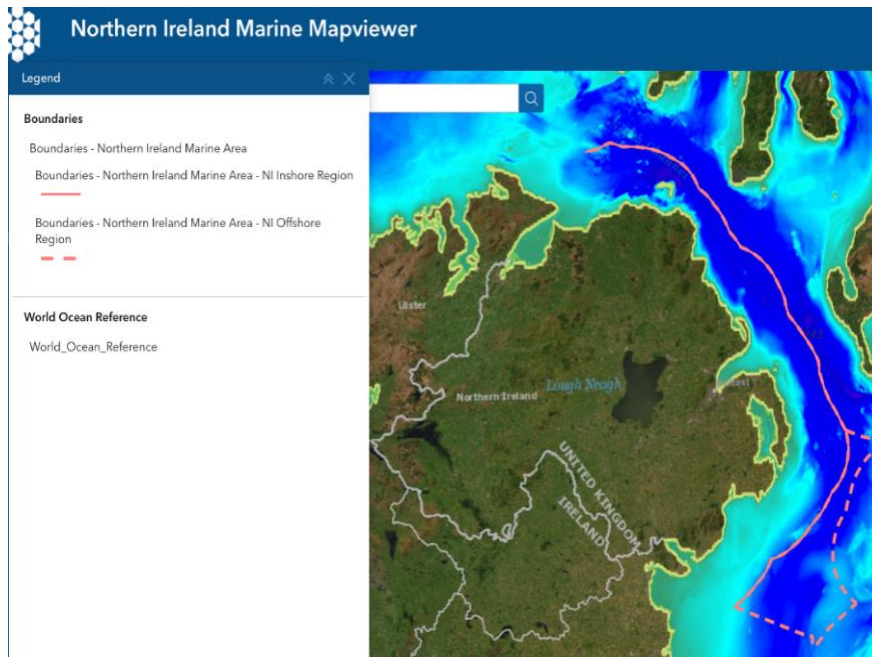 Northern Ireland Marine Mapviewer
Legend
Boundaries
Boundaries - Northern Ireland Marine Area
Boundaries - Northern Ireland Marine Area - NI Inshore Region
Boundaries - Northern Ireland Marine Area - NI Offshore
Region
World Ocean Reference
World_Ocean_Reference
Ulster
Lough Neagh
Northern Ireland
UNITED KINGDOM
IRELAND